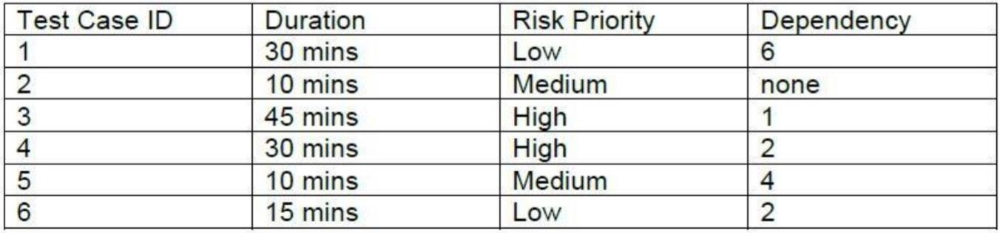 Test Case ID Duration Risk Priority Dependency
1 30 mins Low 6
2 10 mins Medium none
3 45 mins High 1
4 30 mins High 2
5 10 mins Medium 4
6 15 mins Low 2